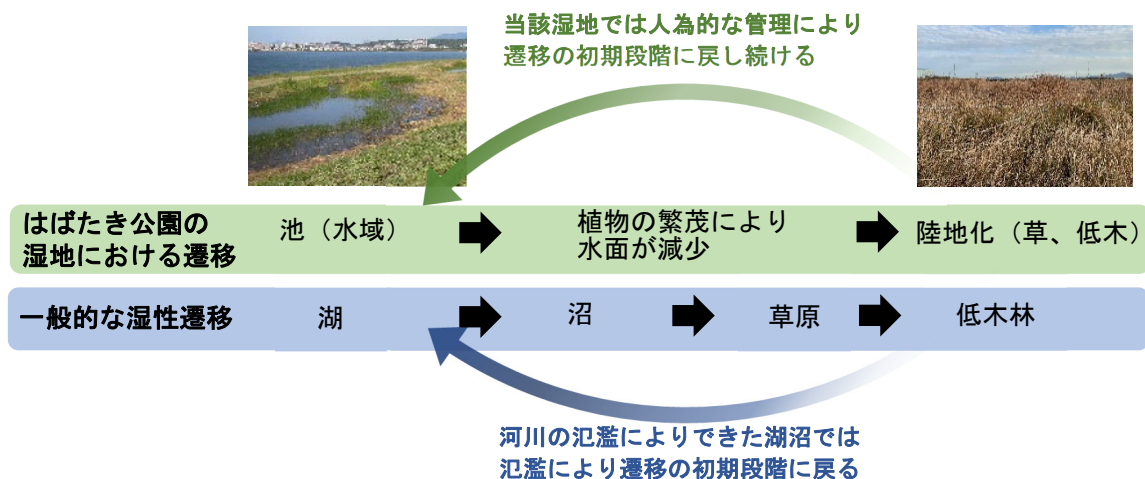 当該湿地では人為的な管理により
遷移の初期段階に戻し続ける
はばたき公園の
湿地における遷移
池（水域）
植物の繁茂により
水面が減少
陸地化（草、低木）
一般的な湿性遷移
湖
沼
草原
低木林
河川の氾濫によりできた湖沼では
氾濫により遷移の初期段階に戻る